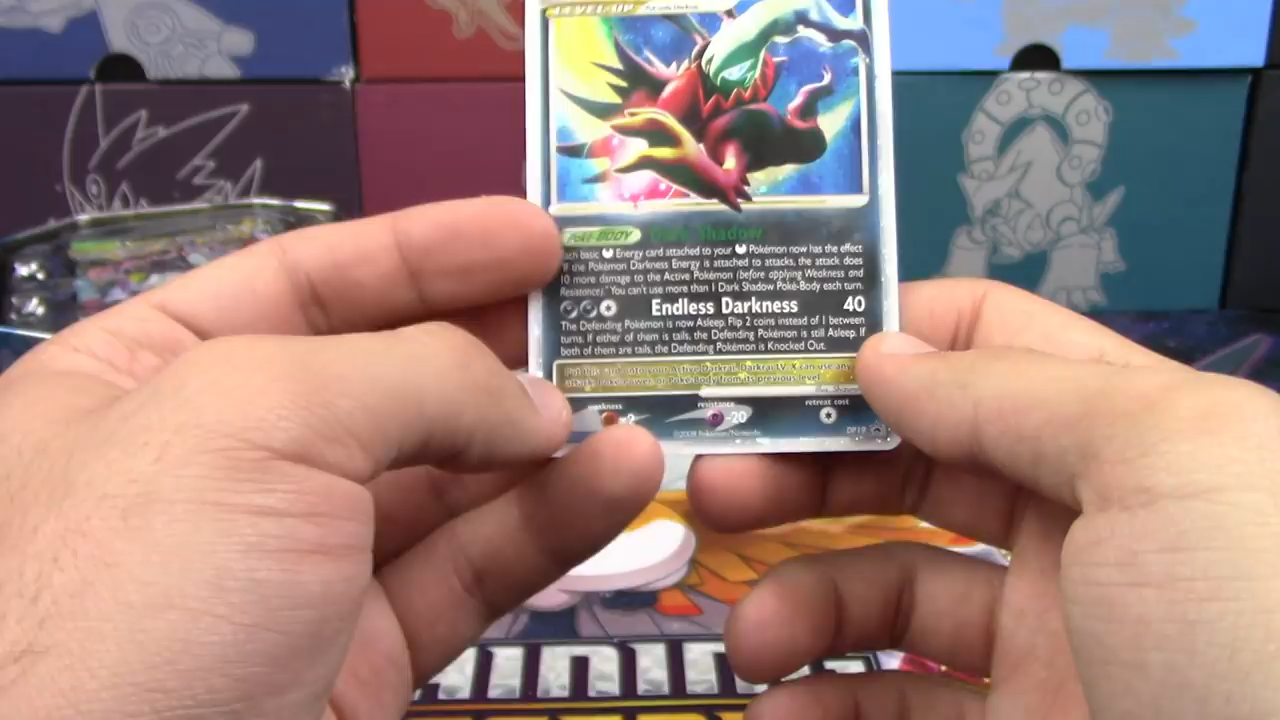 LEVEL-UP
POKé-BODY Dark Shadow
Each basic Energy card attached to your Pokémon now has the effect
"If the Pokémon Darkness Energy is attached to attacks, the attack does
10 more damage to the Active Pokémon (before applying Weakness and
Resistance)." You can't use more than 1 Dark Shadow Poké-Body each turn.
Endless Darkness 40
The Defending Pokémon is now Asleep. Flip 2 coins instead of 1 between
turns. If either of them is tails, the Defending Pokémon is still Asleep. If
both of them are tails, the Defending Pokémon is Knocked Out.
Put this card onto your Active Darkrai. Darkrai LV. X can use any
attack, Poké-Power, or Poké-Body from its previous level.
weakness resistance retreat cost
×2 -20
©2008 Pokémon/Nintendo DP19